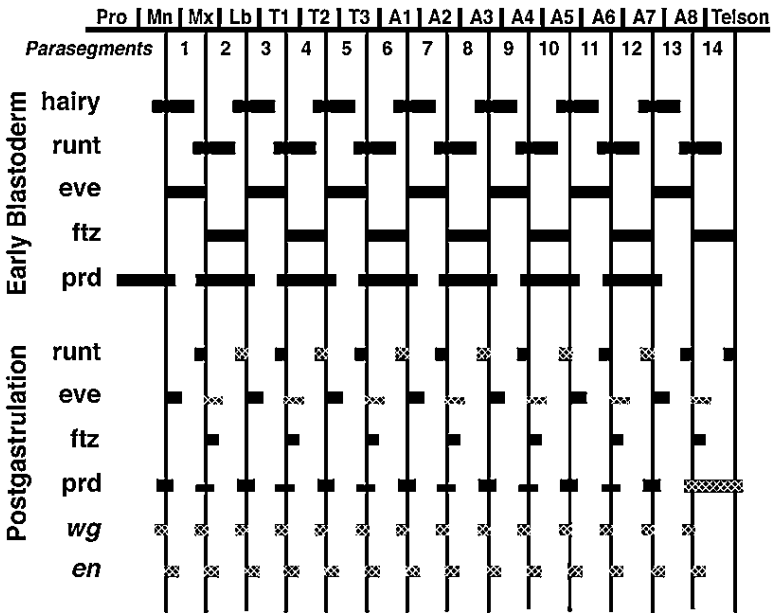 Pro | Mn | Mx | Lb | T1 | T2 | T3 | A1 | A2 | A3 | A4 | A5 | A6 | A7 | A8 | Telson
Parasegments 1 2 3 4 5 6 7 8 9 10 11 12 13 14
Early Blastoderm
hairy
runt
eve
ftz
prd
Postgastrulation
runt
eve
ftz
prd
wg
en